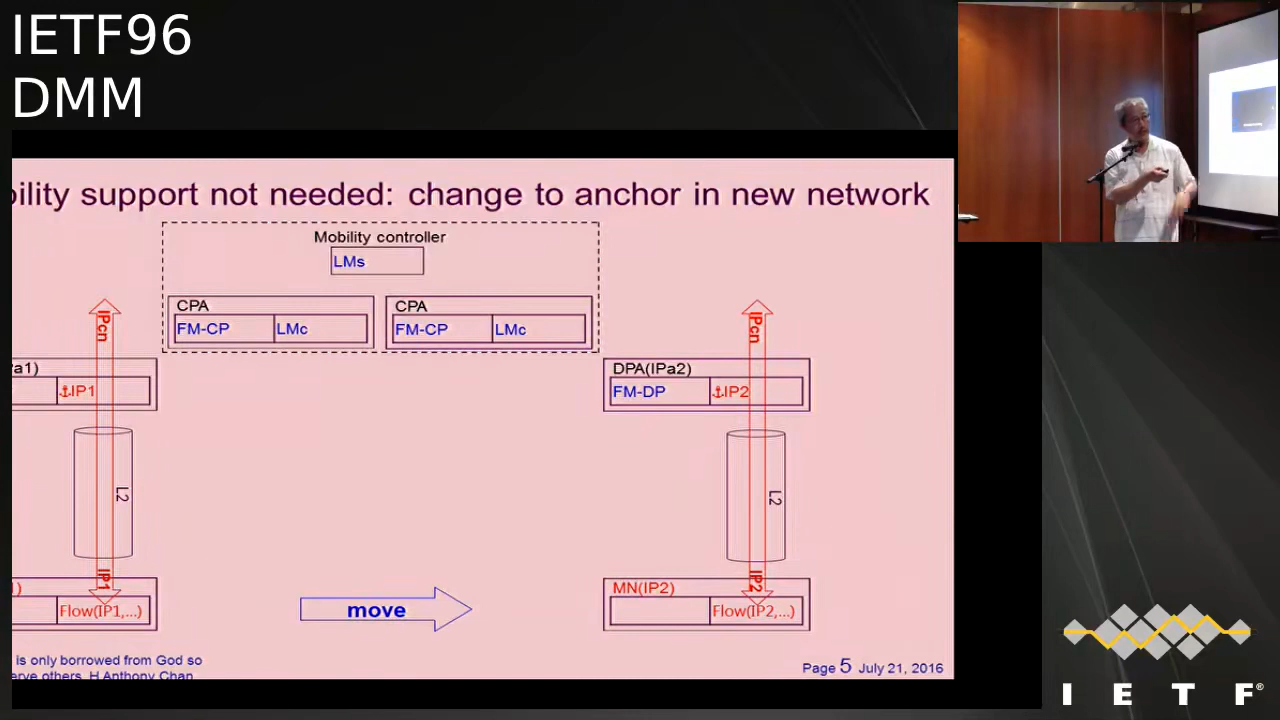 IETF96
DMM
bility support not needed: change to anchor in new network
Mobility controller
LMs
CPA
FM-CP
LMc
CPA
FM-CP
LMc
IPcn
a1)
⚓IP1
L2
IP1
)
Flow(IP1,...)
move
IPcn
DPA(IPa2)
FM-DP
⚓IP2
L2
IP2
MN(IP2)
Flow(IP2,...)
is only borrowed from God so
erve others, H Anthony Chan
Page 5 July 21, 2016
I E T F®